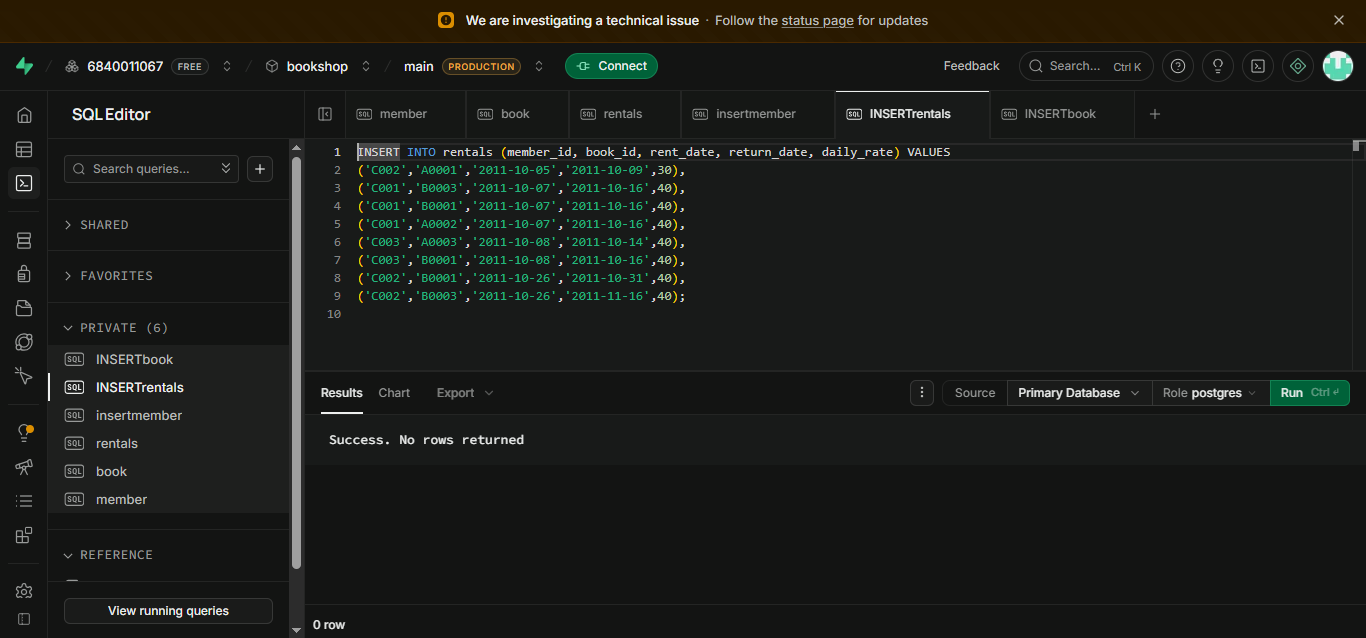 We are investigating a technical issue · Follow the status page for updates
6840011067 FREE / bookshop / main PRODUCTION Connect Feedback Search... Ctrl K
SQL Editor
member book rentals insertmember INSERTrentals INSERTbook
Search queries...
SHARED
FAVORITES
PRIVATE (6)
INSERTbook
INSERTrentals
insertmember
rentals
book
member
REFERENCE
View running queries
1 INSERT INTO rentals (member_id, book_id, rent_date, return_date, daily_rate) VALUES
2 ('C002','A0001','2011-10-05','2011-10-09',30),
3 ('C001','B0003','2011-10-07','2011-10-16',40),
4 ('C001','B0001','2011-10-07','2011-10-16',40),
5 ('C001','A0002','2011-10-07','2011-10-16',40),
6 ('C003','A0003','2011-10-08','2011-10-14',40),
7 ('C003','B0001','2011-10-08','2011-10-16',40),
8 ('C002','B0001','2011-10-26','2011-10-31',40),
9 ('C002','B0003','2011-10-26','2011-11-16',40);
10
Results Chart Export Source Primary Database Role postgres Run Ctrl ↵
Success. No rows returned
0 row